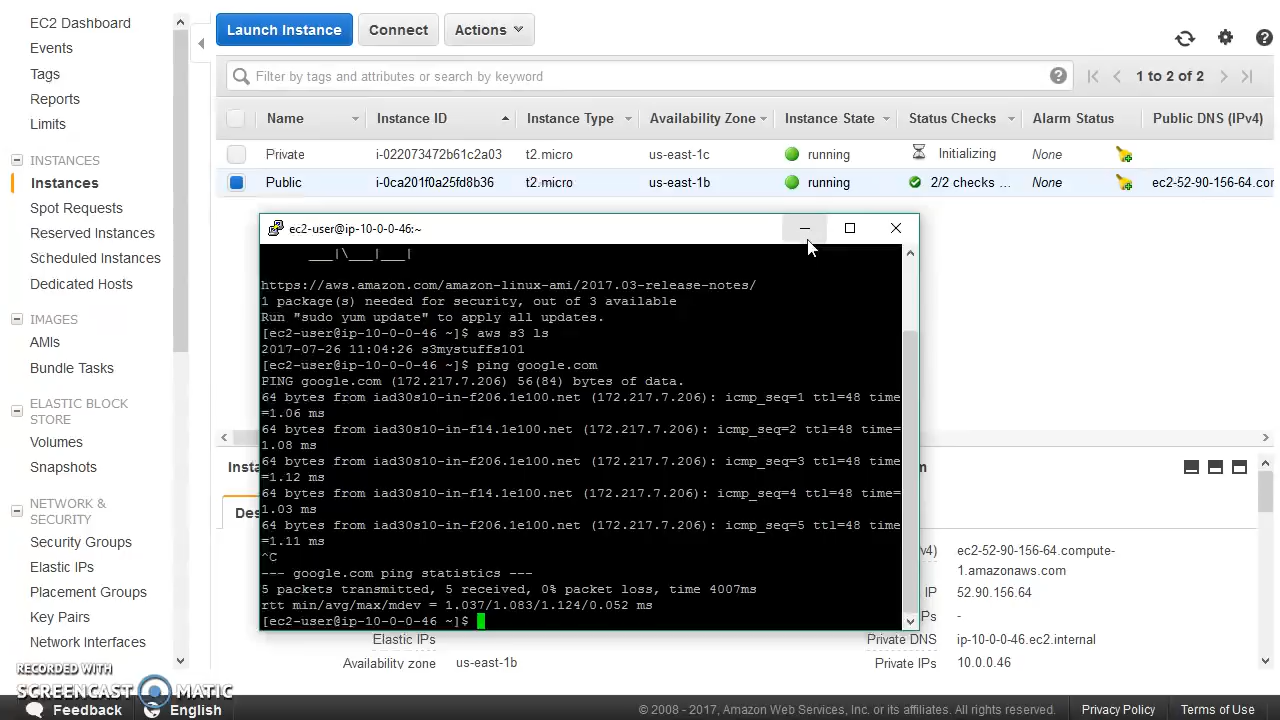 EC2 Dashboard
Events
Tags
Reports
Limits
INSTANCES
Instances
Spot Requests
Reserved Instances
Scheduled Instances
Dedicated Hosts
IMAGES
AMIs
Bundle Tasks
ELASTIC BLOCK
STORE
Volumes
Snapshots
NETWORK &
SECURITY
Security Groups
Elastic IPs
Placement Groups
Key Pairs
Network Interfaces
Launch Instance Connect Actions
Filter by tags and attributes or search by keyword
1 to 2 of 2
Name Instance ID Instance Type Availability Zone Instance State Status Checks Alarm Status Public DNS (IPv4)
Private i-022073472b61c2a03 t2.micro us-east-1c running Initializing None
Public i-0ca201f0a25fd8b36 t2.micro us-east-1b running 2/2 checks ... None ec2-52-90-156-64.cor
ec2-user@ip-10-0-0-46:~
___|\___|___|
https://aws.amazon.com/amazon-linux-ami/2017.03-release-notes/
1 package(s) needed for security, out of 3 available
Run "sudo yum update" to apply all updates.
[ec2-user@ip-10-0-0-46 ~]$ aws s3 ls
2017-07-26 11:04:26 s3mystuffs101
[ec2-user@ip-10-0-0-46 ~]$ ping google.com
PING google.com (172.217.7.206) 56(84) bytes of data.
64 bytes from iad30s10-in-f206.1e100.net (172.217.7.206): icmp_seq=1 ttl=48 time
=1.06 ms
64 bytes from iad30s10-in-f14.1e100.net (172.217.7.206): icmp_seq=2 ttl=48 time=
1.08 ms
64 bytes from iad30s10-in-f206.1e100.net (172.217.7.206): icmp_seq=3 ttl=48 time
=1.12 ms
64 bytes from iad30s10-in-f14.1e100.net (172.217.7.206): icmp_seq=4 ttl=48 time=
1.03 ms
64 bytes from iad30s10-in-f206.1e100.net (172.217.7.206): icmp_seq=5 ttl=48 time
=1.11 ms
^C
--- google.com ping statistics ---
5 packets transmitted, 5 received, 0% packet loss, time 4007ms
rtt min/avg/max/mdev = 1.037/1.083/1.124/0.052 ms
[ec2-user@ip-10-0-0-46 ~]$
Insta
m
Des
v4) ec2-52-90-156-64.compute-
1.amazonaws.com
IP 52.90.156.64
Ps) -
Elastic IPs
Private DNS ip-10-0-0-46.ec2.internal
Availability zone us-east-1b
Private IPs 10.0.0.46
RECORDED WITH
SCREENCAST MATIC
Feedback English
© 2008 - 2017, Amazon Web Services, Inc. or its affiliates. All rights reserved.
Privacy Policy Terms of Use